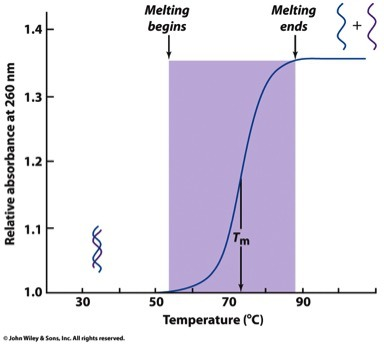 Melting
begins
Melting
ends
+
Relative absorbance at 260 nm
1.4
1.3
1.2
1.1
1.0
Tm
30
50
70
90
Temperature (°C)
© John Wiley & Sons, Inc. All rights reserved.